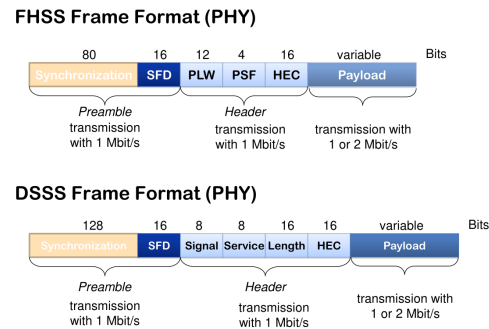 FHSS Frame Format (PHY)
80 16 12 4 16 variable Bits
Synchronization SFD PLW PSF HEC Payload
Preamble Header
transmission transmission transmission with
with 1 Mbit/s with 1 Mbit/s 1 or 2 Mbit/s
DSSS Frame Format (PHY)
128 16 8 8 16 16 variable Bits
Synchronization SFD Signal Service Length HEC Payload
Preamble Header
transmission transmission transmission with
with 1 Mbit/s with 1 Mbit/s 1 or 2 Mbit/s